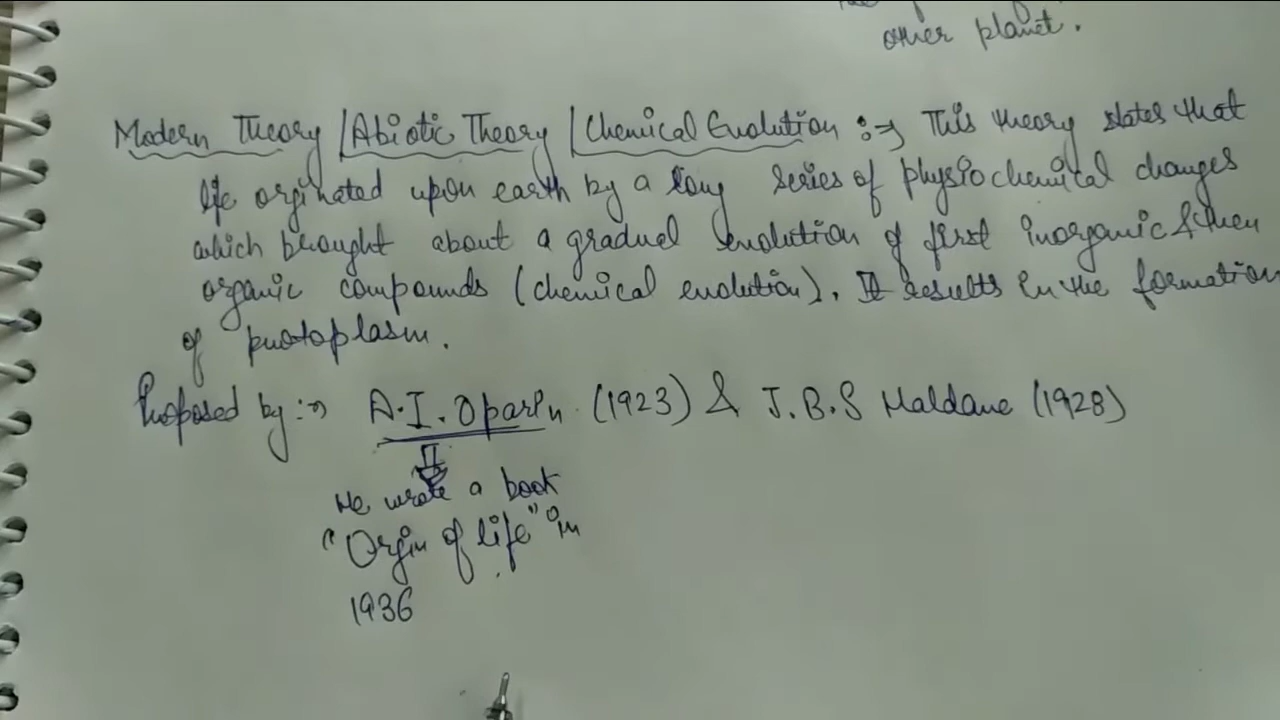 other planet.
Modern Theory | Abiotic Theory | Chemical Evolution :⇒ This theory states that
life orginated upon earth by a long series of physiochemical changes
which brought about a gradual evolution of first inorganic & then
organic compounds (chemical evolution). It results in the formation
of protoplasm.
Proposed by :⇒ A.I. Oparin (1923) & J.B.S Haldane (1928)
He wrote a book
"Orgin of life" in
1936